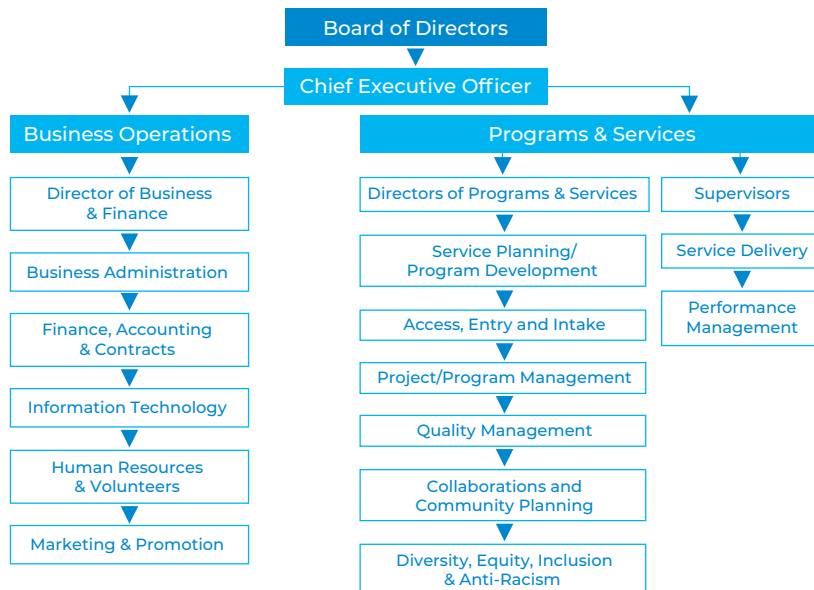 Board of Directors
Chief Executive Officer
Business Operations
Director of Business
& Finance
Business Administration
Finance, Accounting
& Contracts
Information Technology
Human Resources
& Volunteers
Marketing & Promotion
Programs & Services
Directors of Programs & Services
Service Planning/
Program Development
Access, Entry and Intake
Project/Program Management
Quality Management
Collaborations and
Community Planning
Diversity, Equity, Inclusion
& Anti-Racism
Supervisors
Service Delivery
Performance
Management